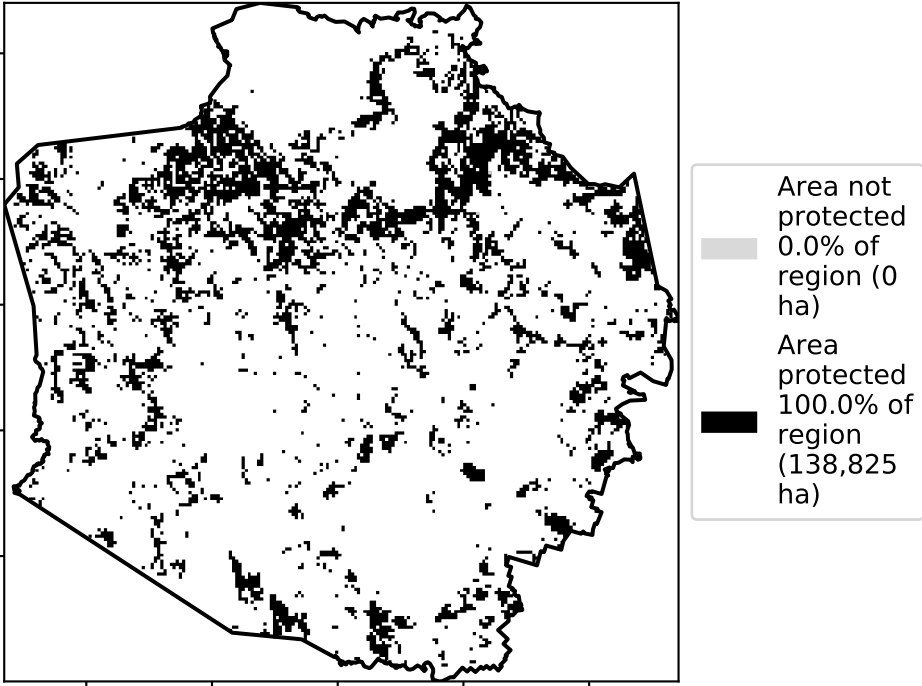 Area not
protected
0.0% of
region (0
ha)
Area
protected
100.0% of
region
(138,825
ha)